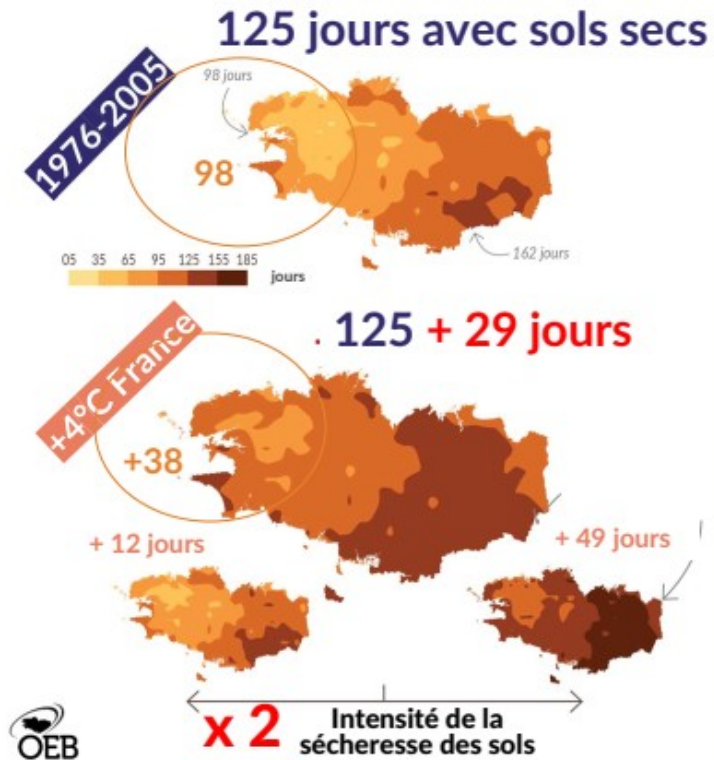 125 jours avec sols secs
1976-2005
98 jours
98
162 jours
05 35 65 95 125 155 185
jours
+4°C France
. 125 + 29 jours
+38
+ 12 jours
+ 49 jours
x 2
Intensité de la
sécheresse des sols
OEB